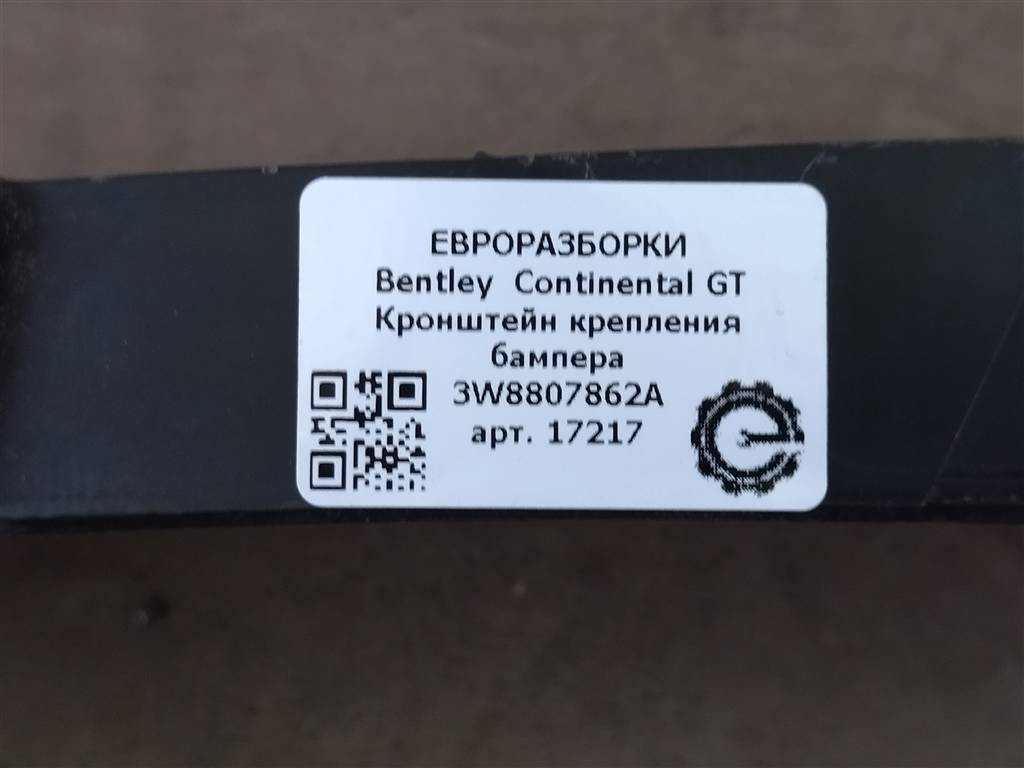 ЕВРОРАЗБОРКИ
Bentley Continental GT
Кронштейн крепления
бампера
3W8807862A
арт. 17217